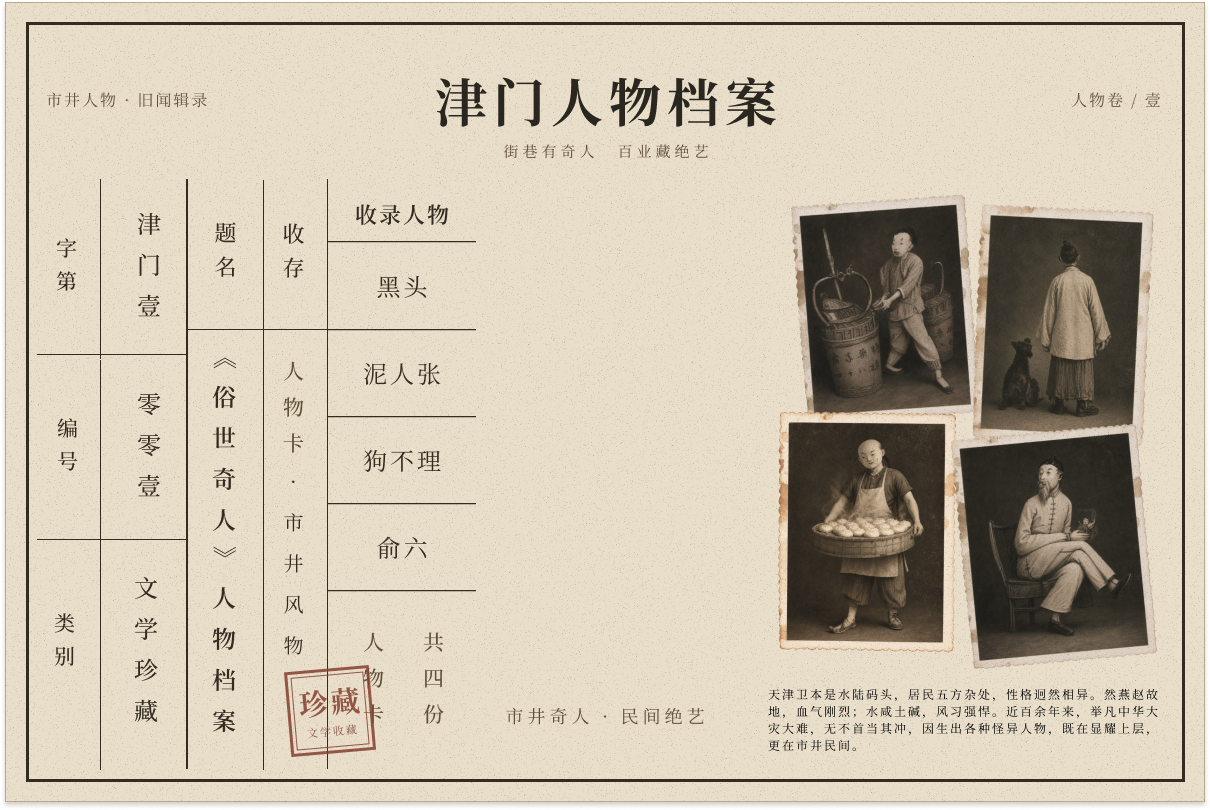 市井人物 · 旧闻辑录
津门人物档案
人物卷 / 壹
街巷有奇人 百业藏绝艺
字第
津门壹
编号
零零壹
类别
文学珍藏
题名
《俗世奇人》人物档案
收存
人物卡·市井风物
收录人物
黑头
泥人张
狗不理
俞六
共四份
人物卡
珍藏
文学收藏
市井奇人 · 民间绝艺
天津卫本是水陆码头，居民五方杂处，性格迥然相异。然燕赵故
地，血气刚烈；水咸土碱，风习强悍。近百余年来，举凡中华大
灾大难，无不首当其冲，因生出各种怪异人物，既在显耀上层，
更在市井民间。